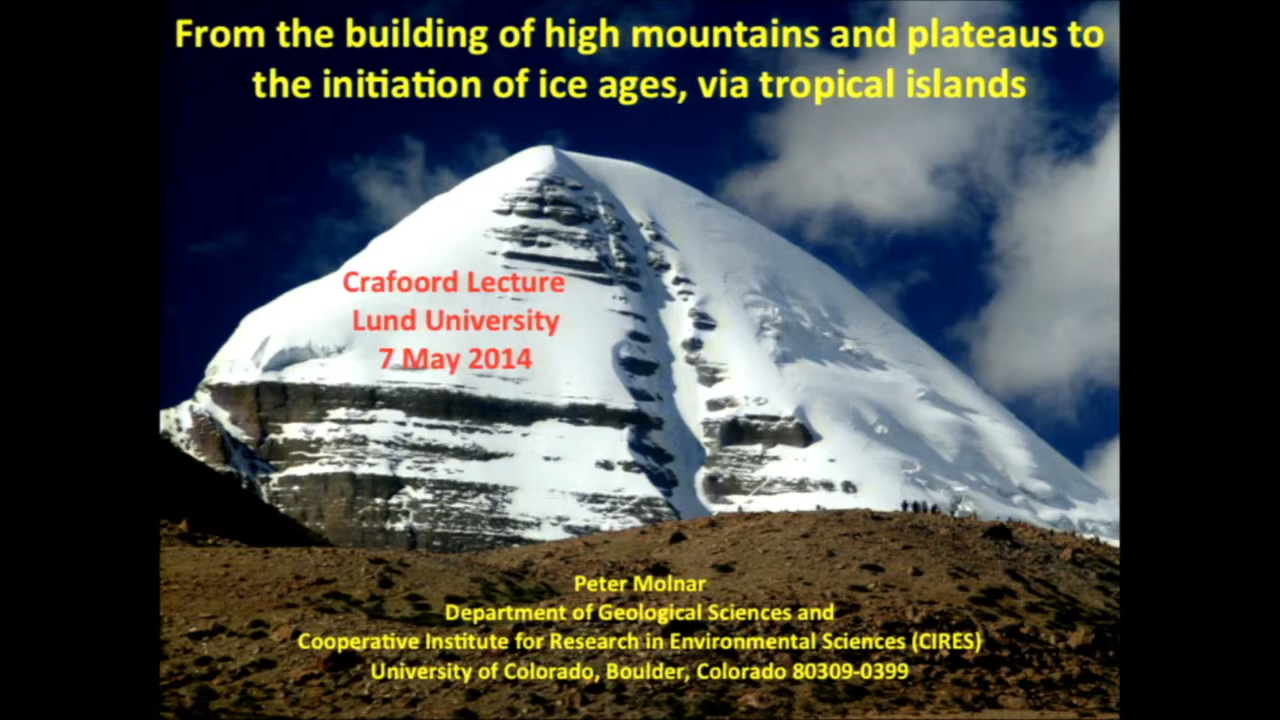 From the building of high mountains and plateaus to
the initiation of ice ages, via tropical islands
Crafoord Lecture
Lund University
7 May 2014
Peter Molnar
Department of Geological Sciences and
Cooperative Institute for Research in Environmental Sciences (CIRES)
University of Colorado, Boulder, Colorado 80309-0399